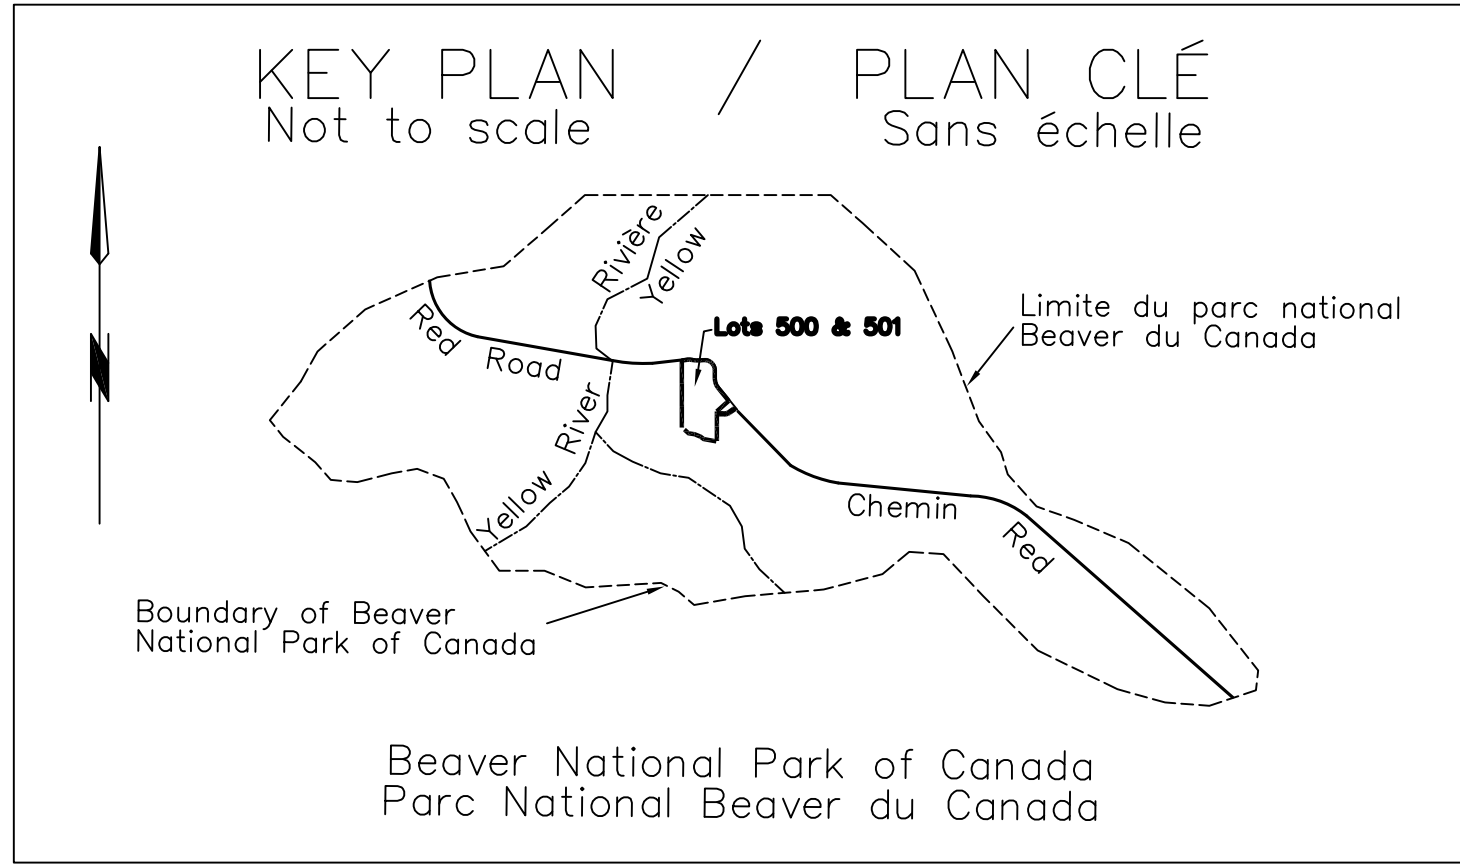 KEY PLAN / PLAN CLÉ
Not to scale Sans échelle
Rivière
Yellow
Limite du parc national
Beaver du Canada
Lots 500 & 501
Red
Road
Yellow River
Chemin
Red
N
Boundary of Beaver
National Park of Canada
Beaver National Park of Canada
Parc National Beaver du Canada